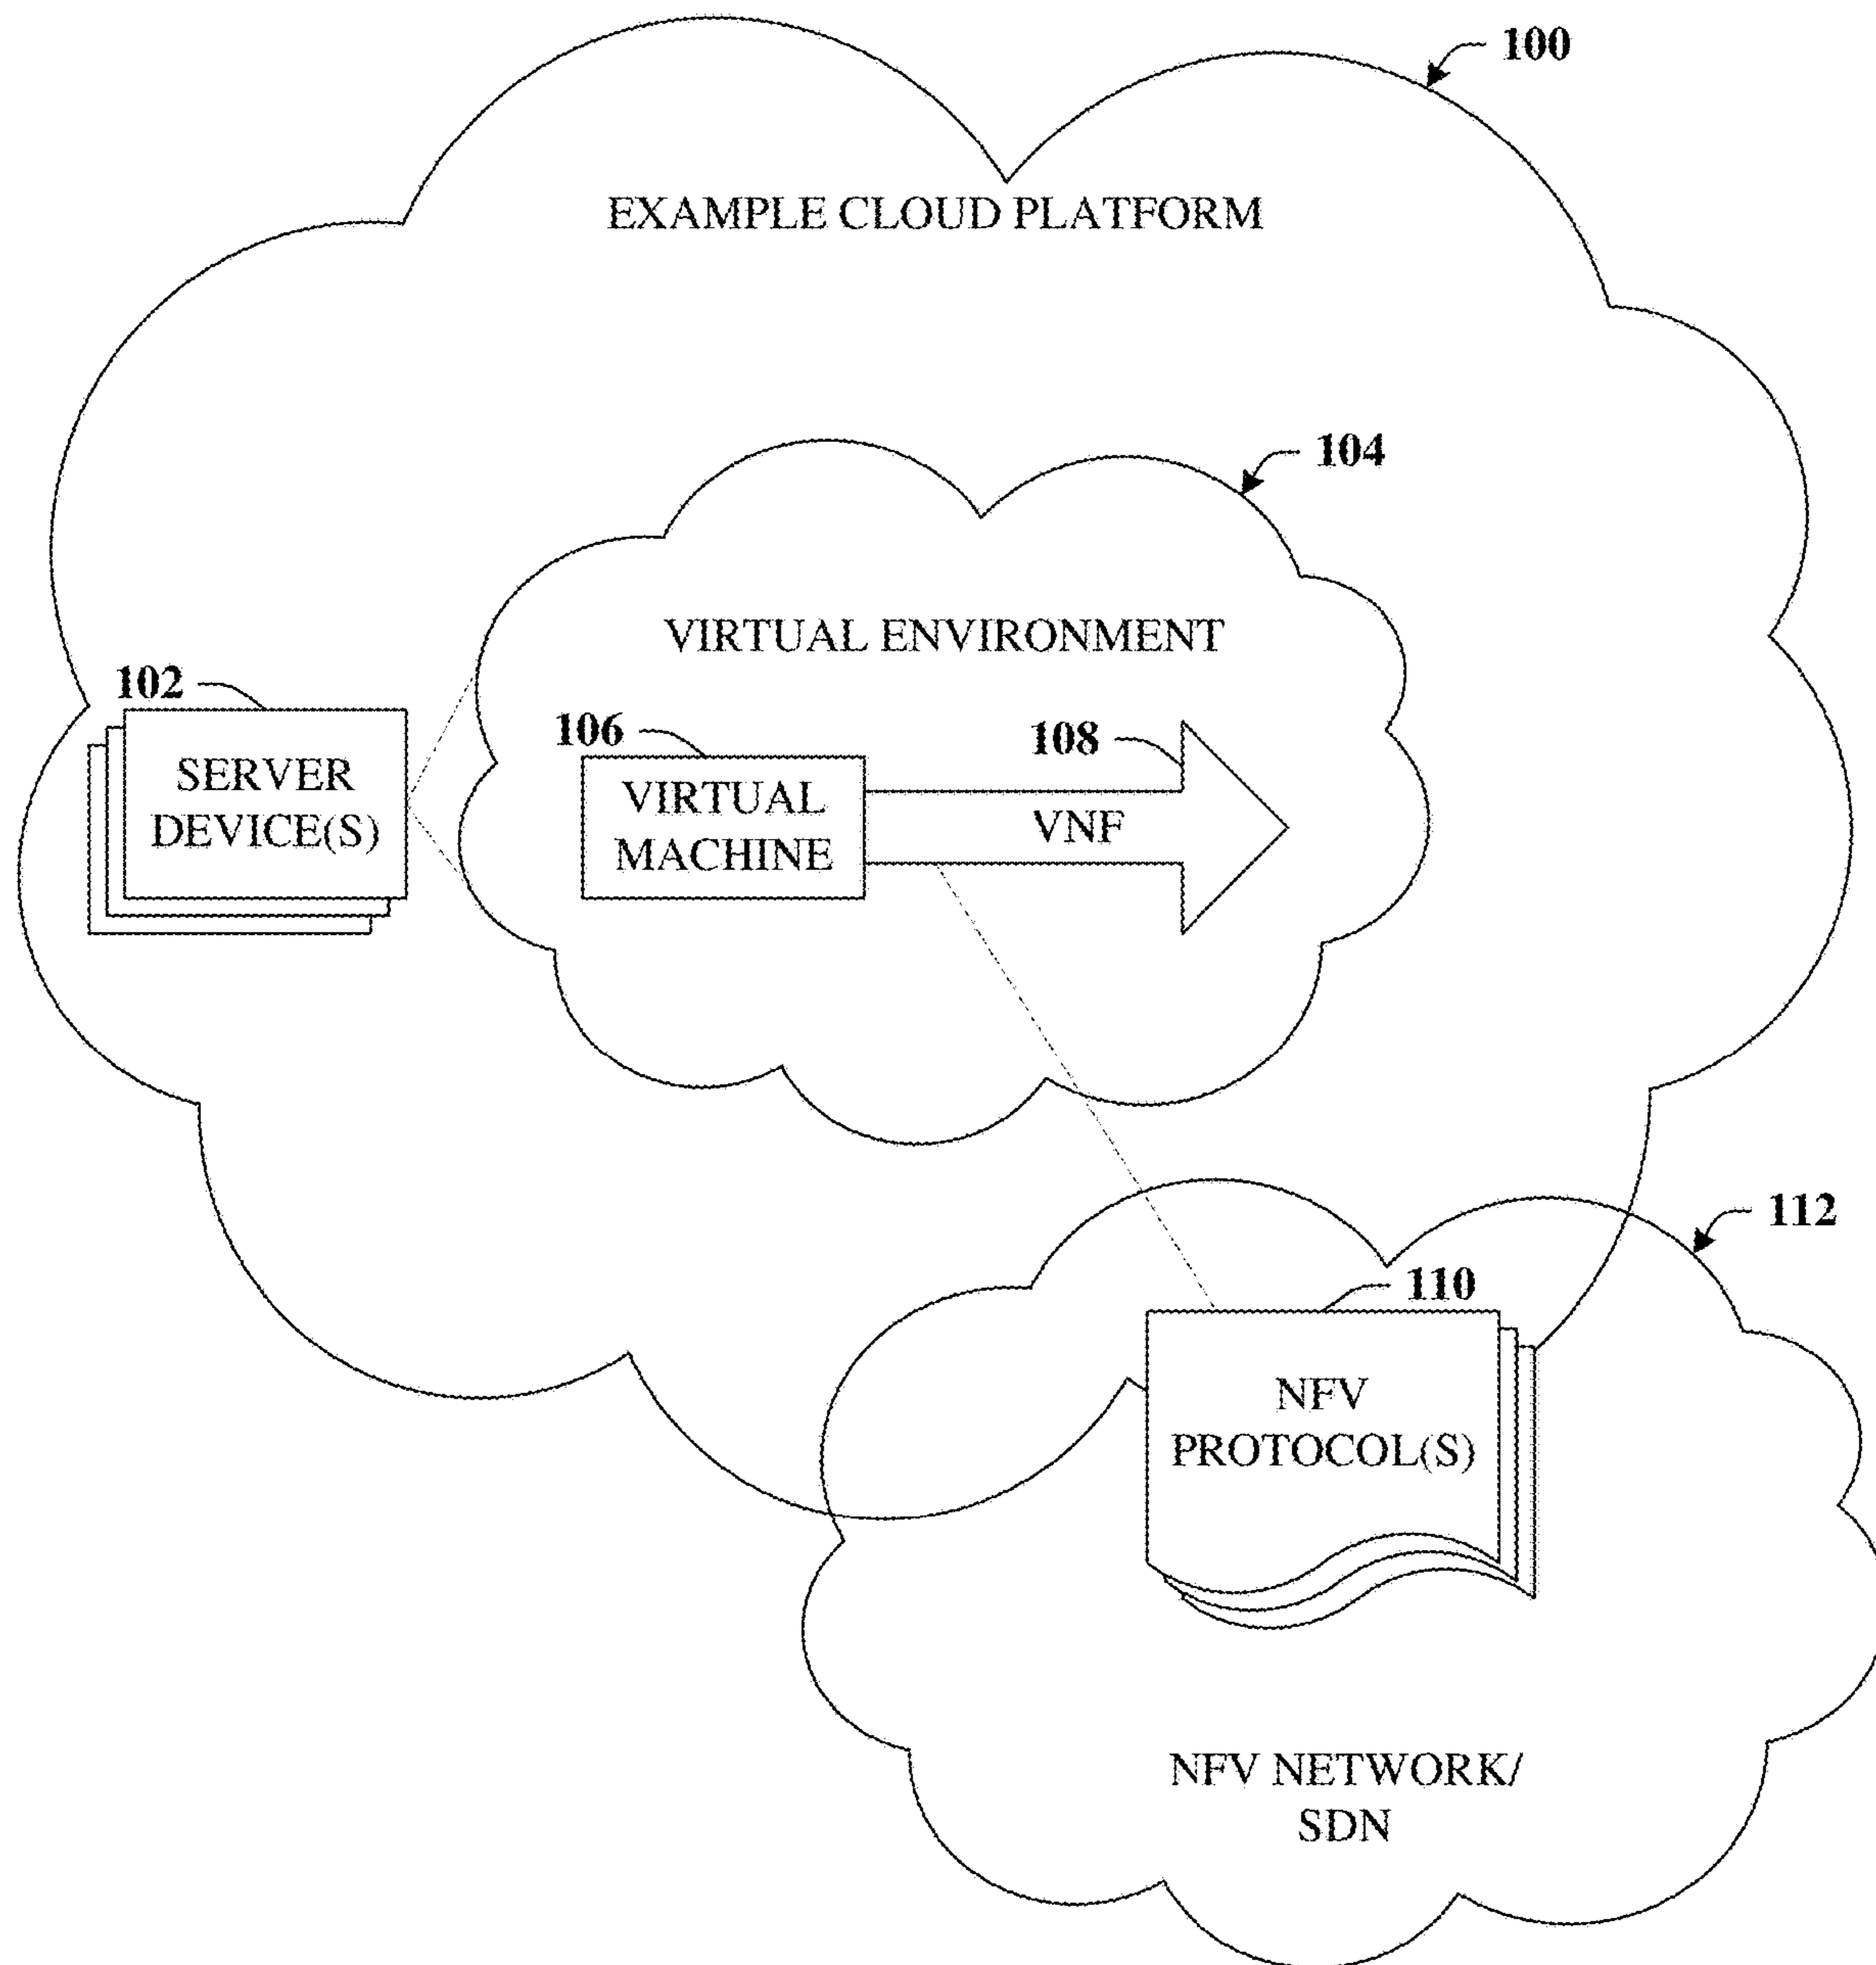 100
EXAMPLE CLOUD PLATFORM
104
VIRTUAL ENVIRONMENT
102
SERVER
DEVICE(S)
106
VIRTUAL
MACHINE
108
VNF
112
110
NFV
PROTOCOL(S)
NFV NETWORK/
SDN